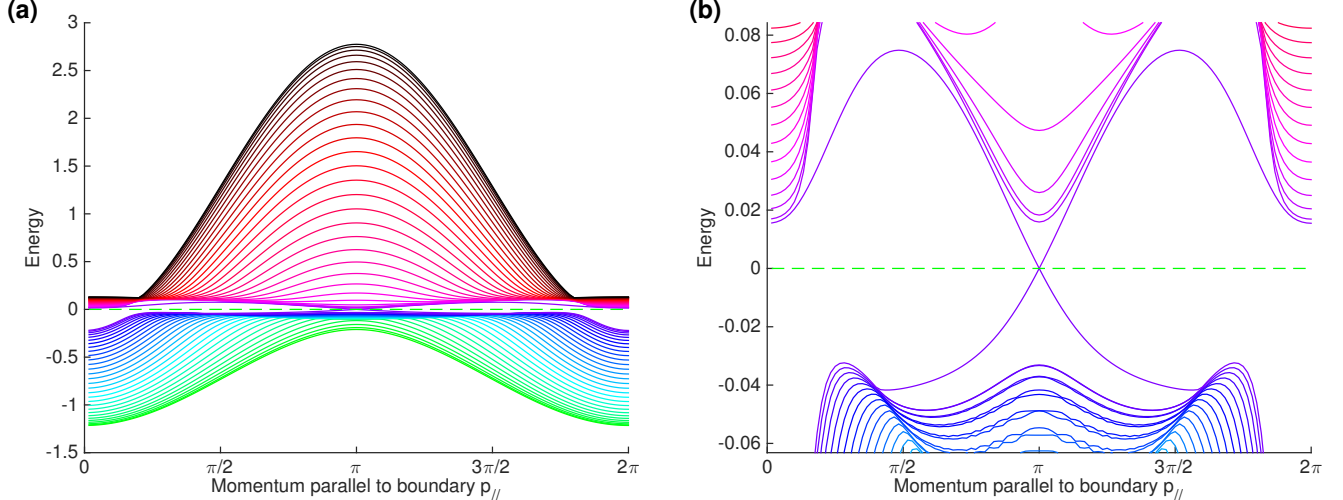 (a)
3
2.5
2
1.5
1
0.5
0
-0.5
-1
-1.5
Energy
0
π/2
π
3π/2
2π
Momentum parallel to boundary p//
(b)
0.08
0.06
0.04
0.02
0
-0.02
-0.04
-0.06
Energy
0
π/2
π
3π/2
2π
Momentum parallel to boundary p//